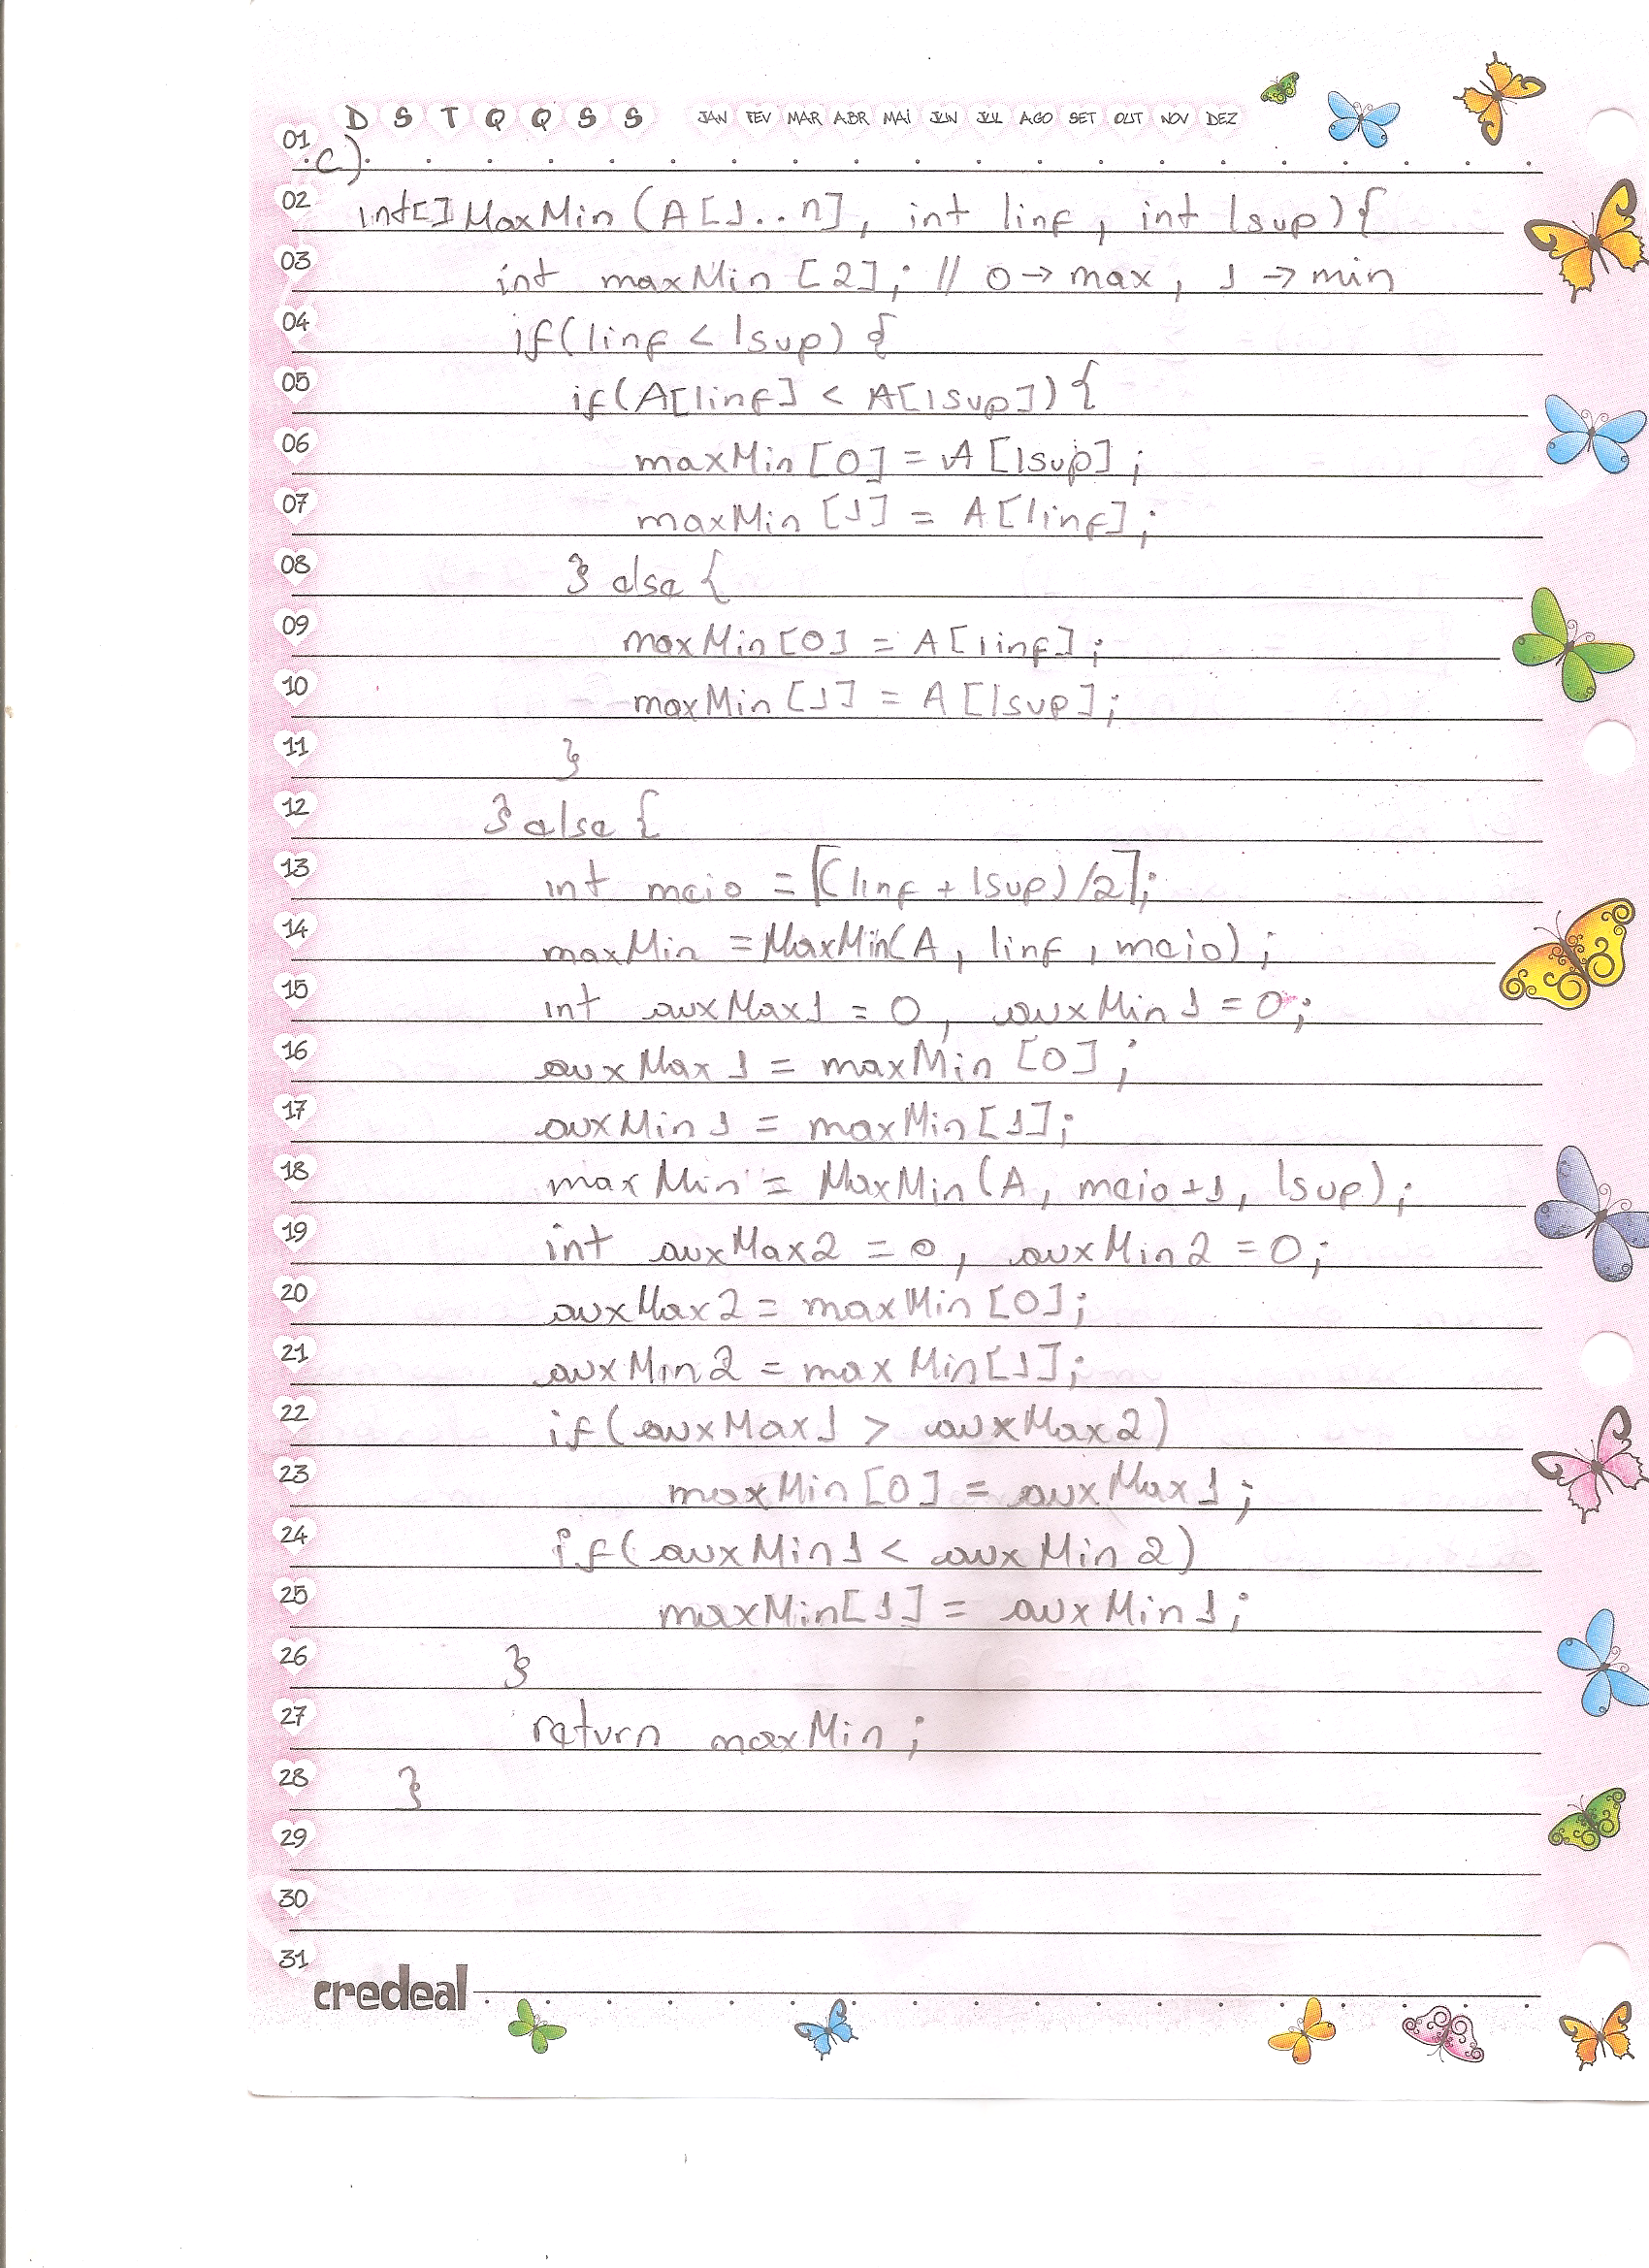 D S T Q Q S S JAN FEV MAR ABR MAI JUN JUL AGO SET OUT NOV DEZ
01 c)
02 int[] MaxMin (A[1..n], int linf, int lsup){
03 int maxMin [2]; // 0 → max, 1 → min
04 if(linf < lsup) {
05 if(A[linf] < A[lsup]){
06 maxMin[0] = A[lsup];
07 maxMin[1] = A[linf];
08 } else {
09 maxMin[0] = A[linf];
10 maxMin[1] = A[lsup];
11 }
12 } else {
13 int meio = ⌈(linf + lsup)/2⌉;
14 maxMin = MaxMin(A, linf, meio);
15 int auxMax1 = 0, auxMin1 = 0;
16 auxMax1 = maxMin[0];
17 auxMin1 = maxMin[1];
18 maxMin = MaxMin(A, meio+1, lsup);
19 int auxMax2 = 0, auxMin2 = 0;
20 auxMax2 = maxMin[0];
21 auxMin2 = maxMin[1];
22 if(auxMax1 > auxMax2)
23 maxMin[0] = auxMax1;
24 if(auxMin1 < auxMin2)
25 maxMin[1] = auxMin1;
26 }
27 return maxMin;
28 }
29
30
31
credeal